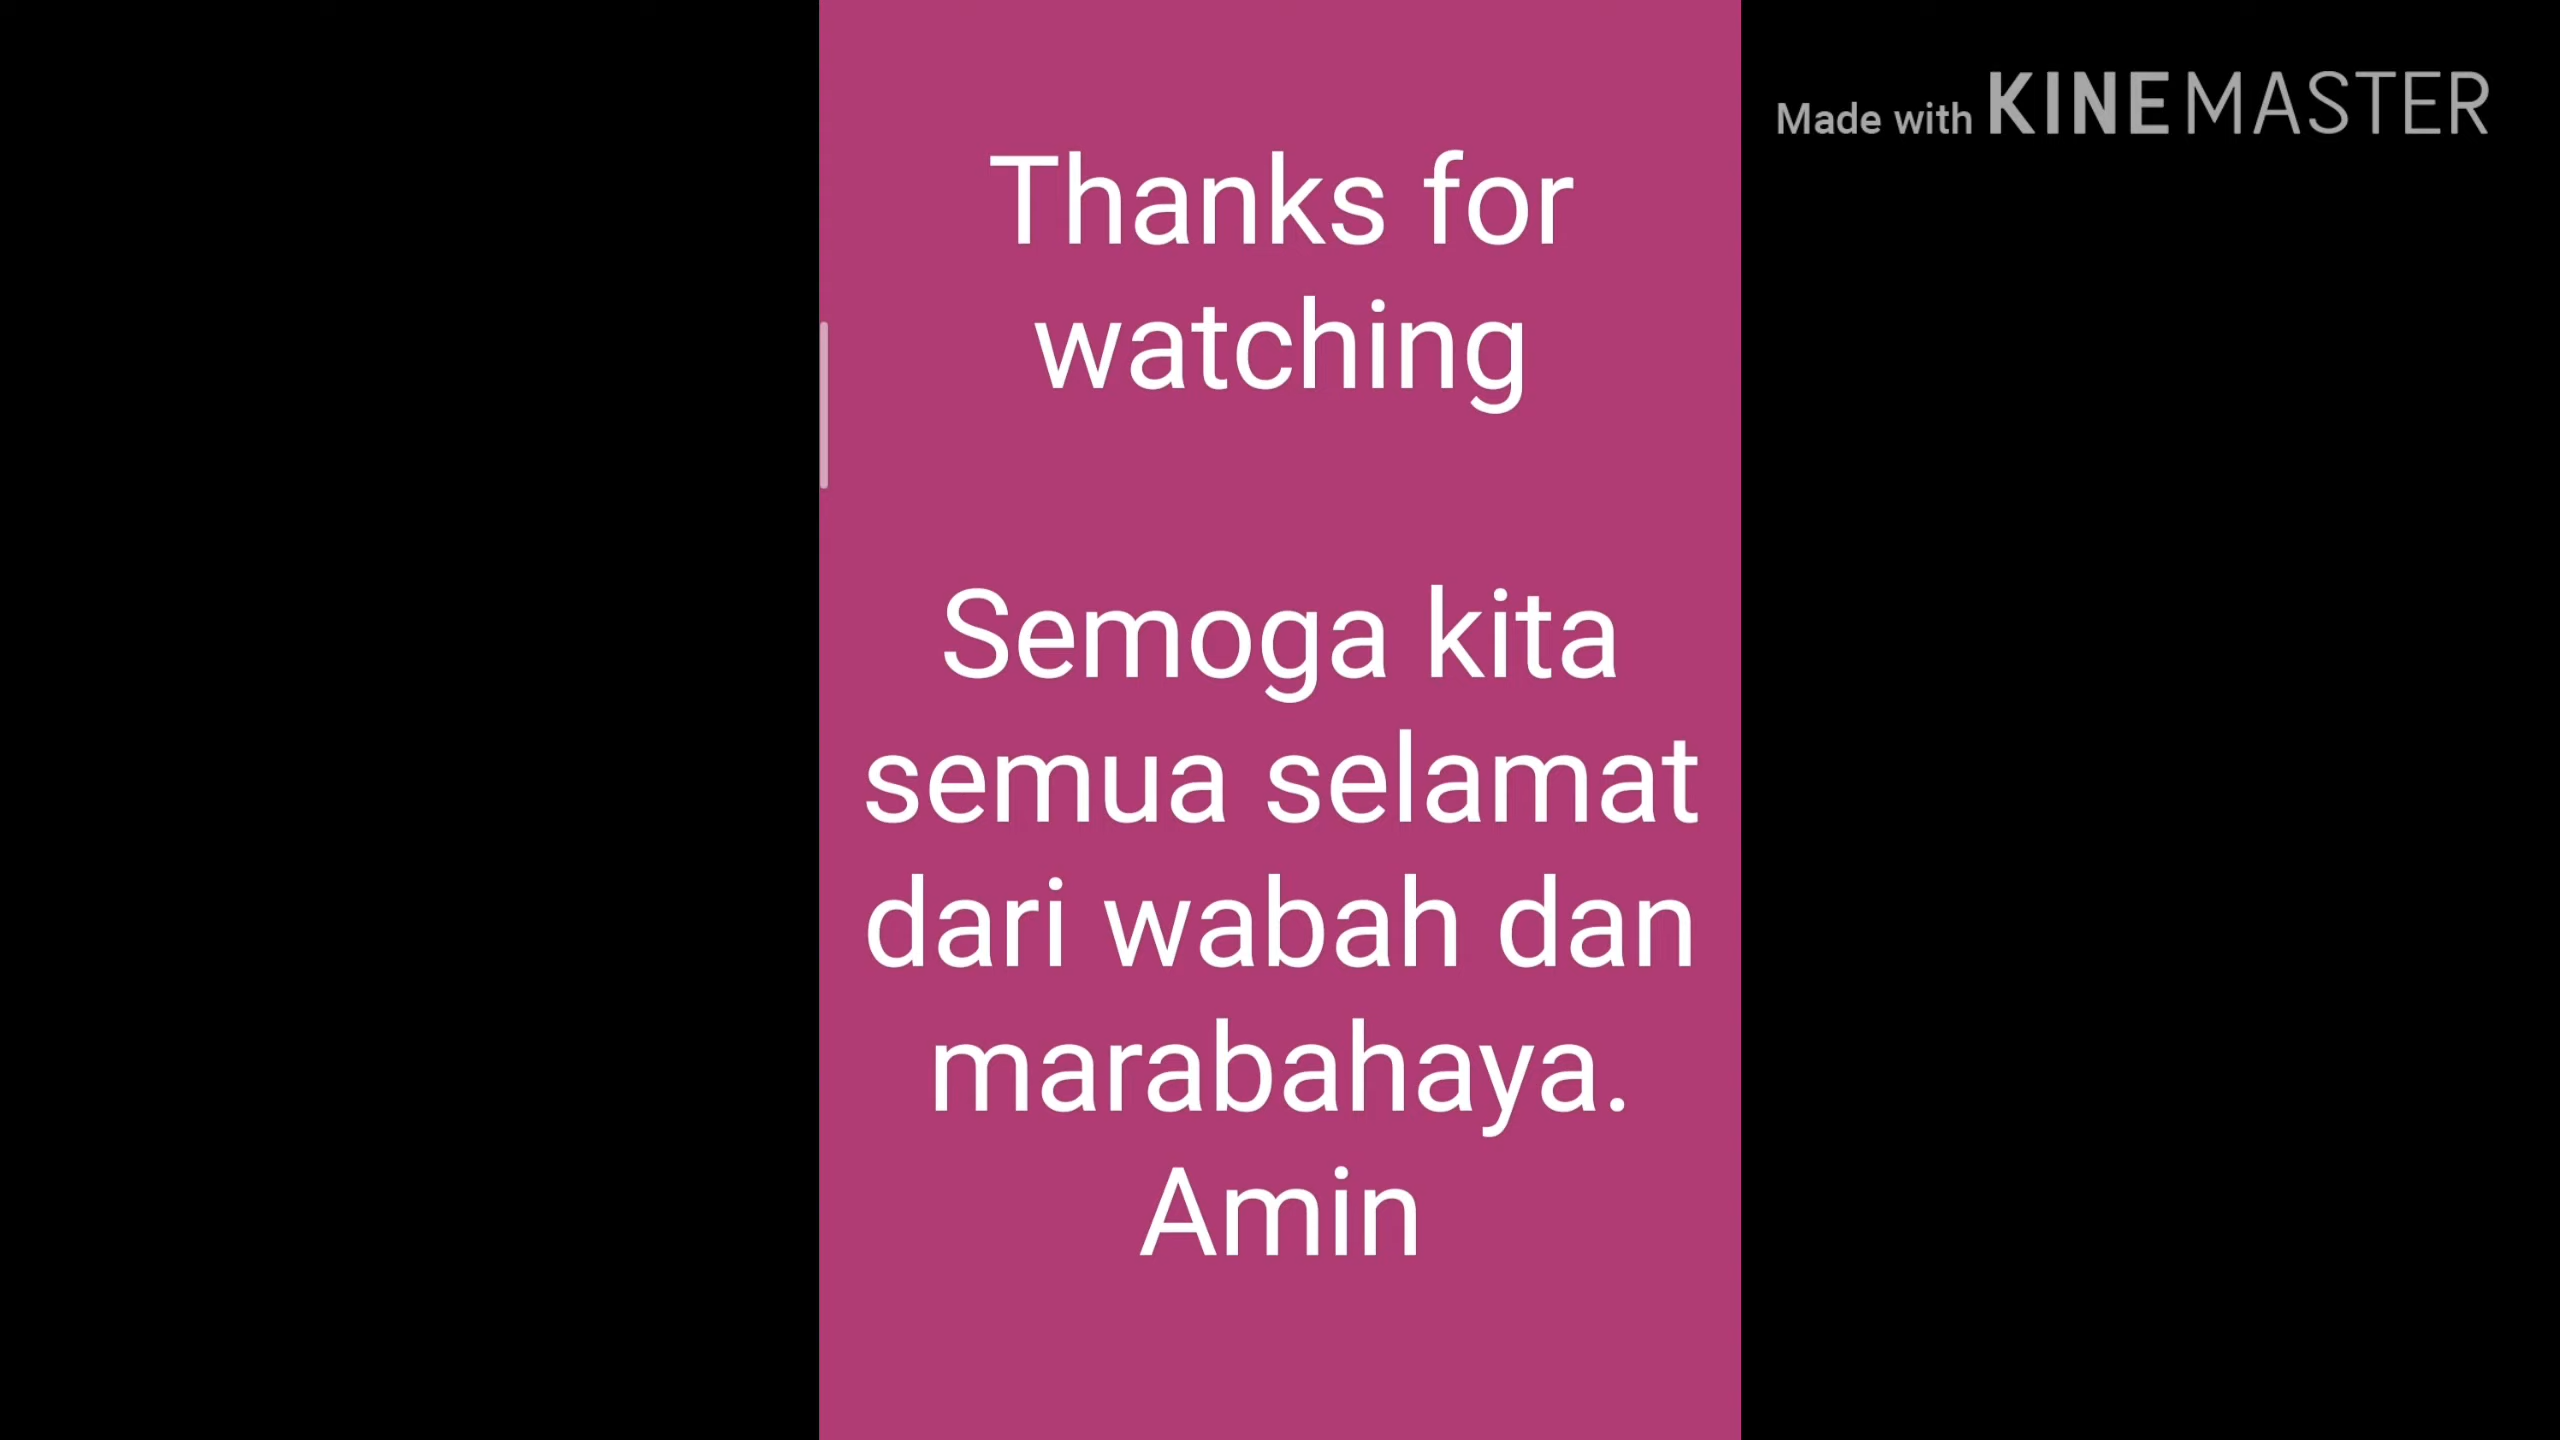 Made with KINEMASTER
Thanks for
watching
Semoga kita
semua selamat
dari wabah dan
marabahaya.
Amin